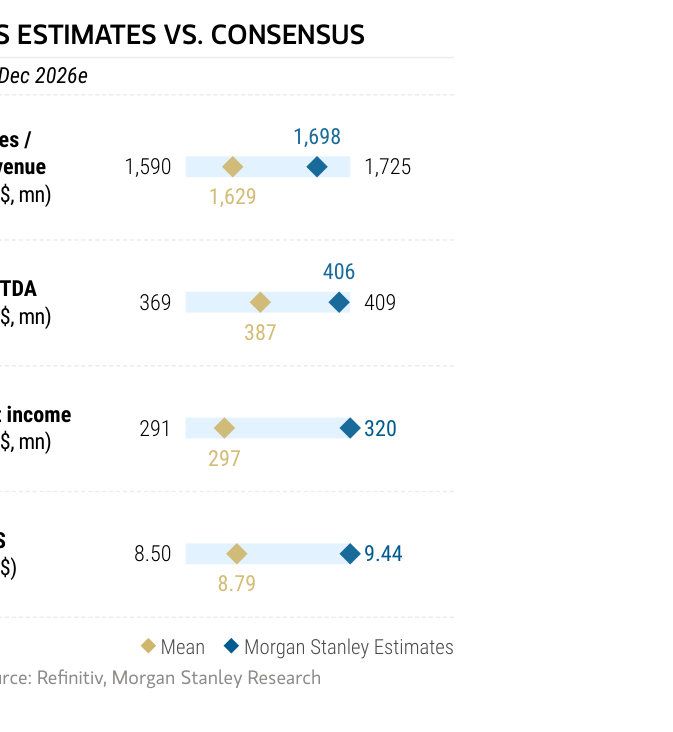 S ESTIMATES VS. CONSENSUS
Dec 2026e
es /
venue
$, mn)
1,590
1,698
1,629
1,725
TDA
$, mn)
369
406
387
409
t income
$, mn)
291
297
320
S
$)
8.50
8.79
9.44
Mean Morgan Stanley Estimates
urce: Refinitiv, Morgan Stanley Research